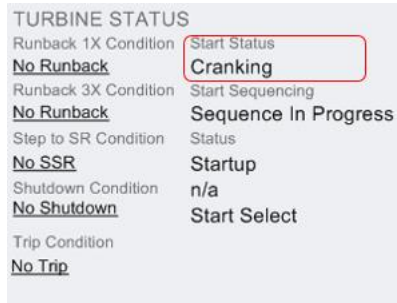 TURBINE STATUS
Runback 1X Condition Start Status
No Runback Cranking
Runback 3X Condition Start Sequencing
No Runback Sequence In Progress
Step to SR Condition Status
No SSR Startup
Shutdown Condition n/a
No Shutdown Start Select
Trip Condition
No Trip